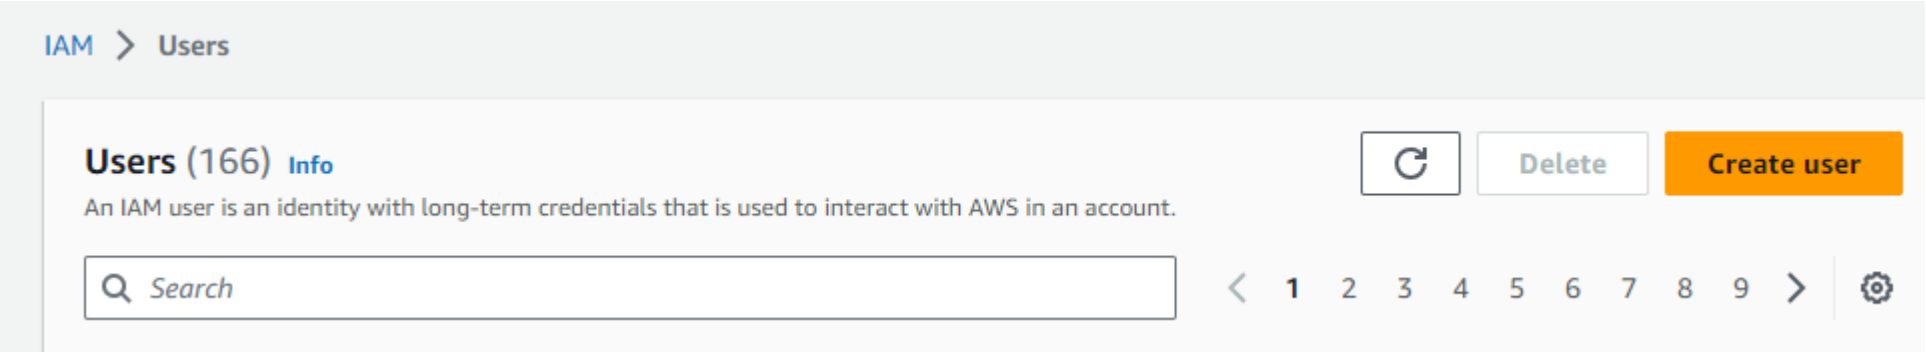 IAM > Users
Users (166) Info
Delete
Create user
An IAM user is an identity with long-term credentials that is used to interact with AWS in an account.
Search
< 1 2 3 4 5 6 7 8 9 >